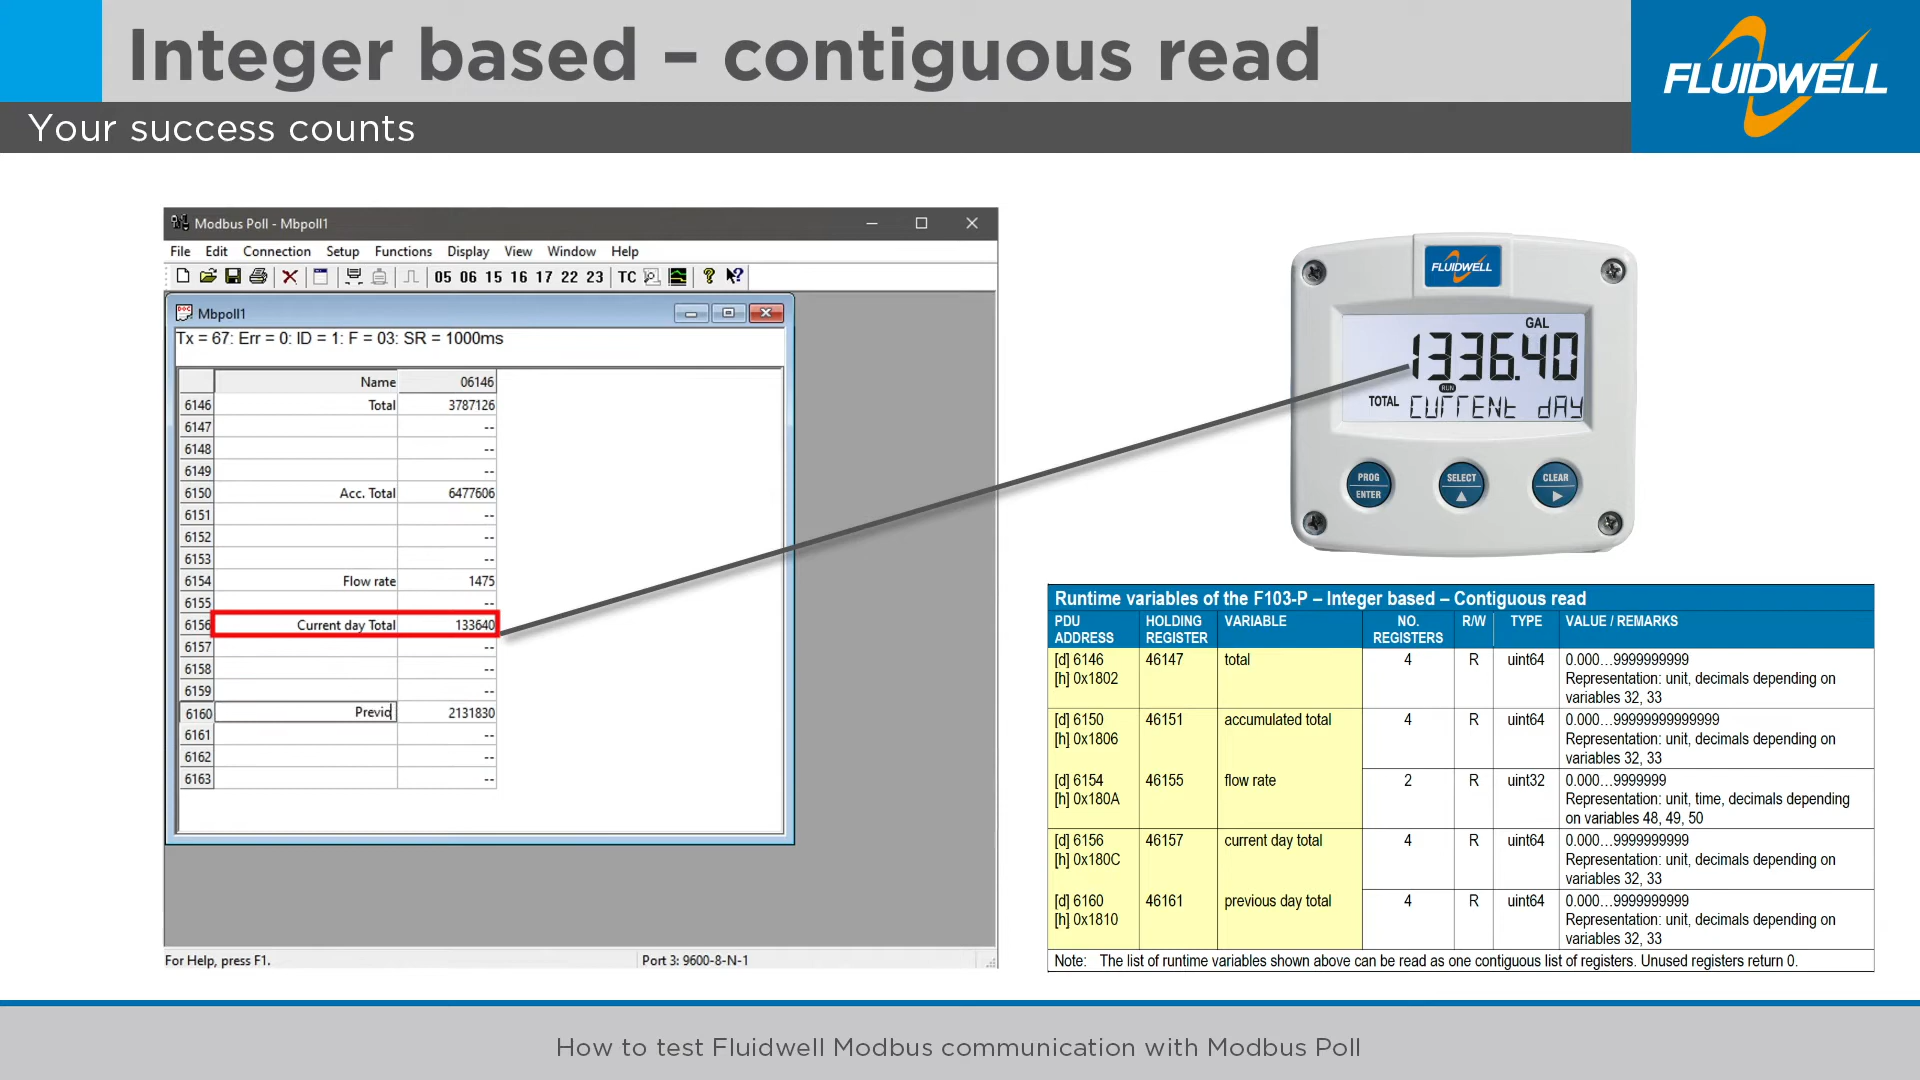 Integer based – contiguous read
FLUIDWELL
Your success counts
Modbus Poll - Mbpoll1
File Edit Connection Setup Functions Display View Window Help
05 06 15 16 17 22 23 TC
Mbpoll1
Tx = 67: Err = 0: ID = 1: F = 03: SR = 1000ms
Name 06146
6146 Total 3787126
6147 --
6148 --
6149 --
6150 Acc. Total 6477606
6151 --
6152 --
6153 --
6154 Flow rate 1475
6155 --
6156 Current day Total 133640
6157 --
6158 --
6159 --
6160 Previo 2131830
6161 --
6162 --
6163 --
For Help, press F1. Port 3: 9600-8-N-1
FLUIDWELL
GAL
1336.40
RUN
TOTAL CURRENt dAY
PROG
ENTER
SELECT
CLEAR
Runtime variables of the F103-P – Integer based – Contiguous read
PDU ADDRESS HOLDING REGISTER VARIABLE NO. REGISTERS R/W TYPE VALUE / REMARKS
[d] 6146 46147 total 4 R uint64 0.000…9999999999
[h] 0x1802 Representation: unit, decimals depending on
variables 32, 33
[d] 6150 46151 accumulated total 4 R uint64 0.000…99999999999999
[h] 0x1806 Representation: unit, decimals depending on
variables 32, 33
[d] 6154 46155 flow rate 2 R uint32 0.000…9999999
[h] 0x180A Representation: unit, time, decimals depending
on variables 48, 49, 50
[d] 6156 46157 current day total 4 R uint64 0.000…9999999999
[h] 0x180C Representation: unit, decimals depending on
variables 32, 33
[d] 6160 46161 previous day total 4 R uint64 0.000…9999999999
[h] 0x1810 Representation: unit, decimals depending on
variables 32, 33
Note: The list of runtime variables shown above can be read as one contiguous list of registers. Unused registers return 0.
How to test Fluidwell Modbus communication with Modbus Poll